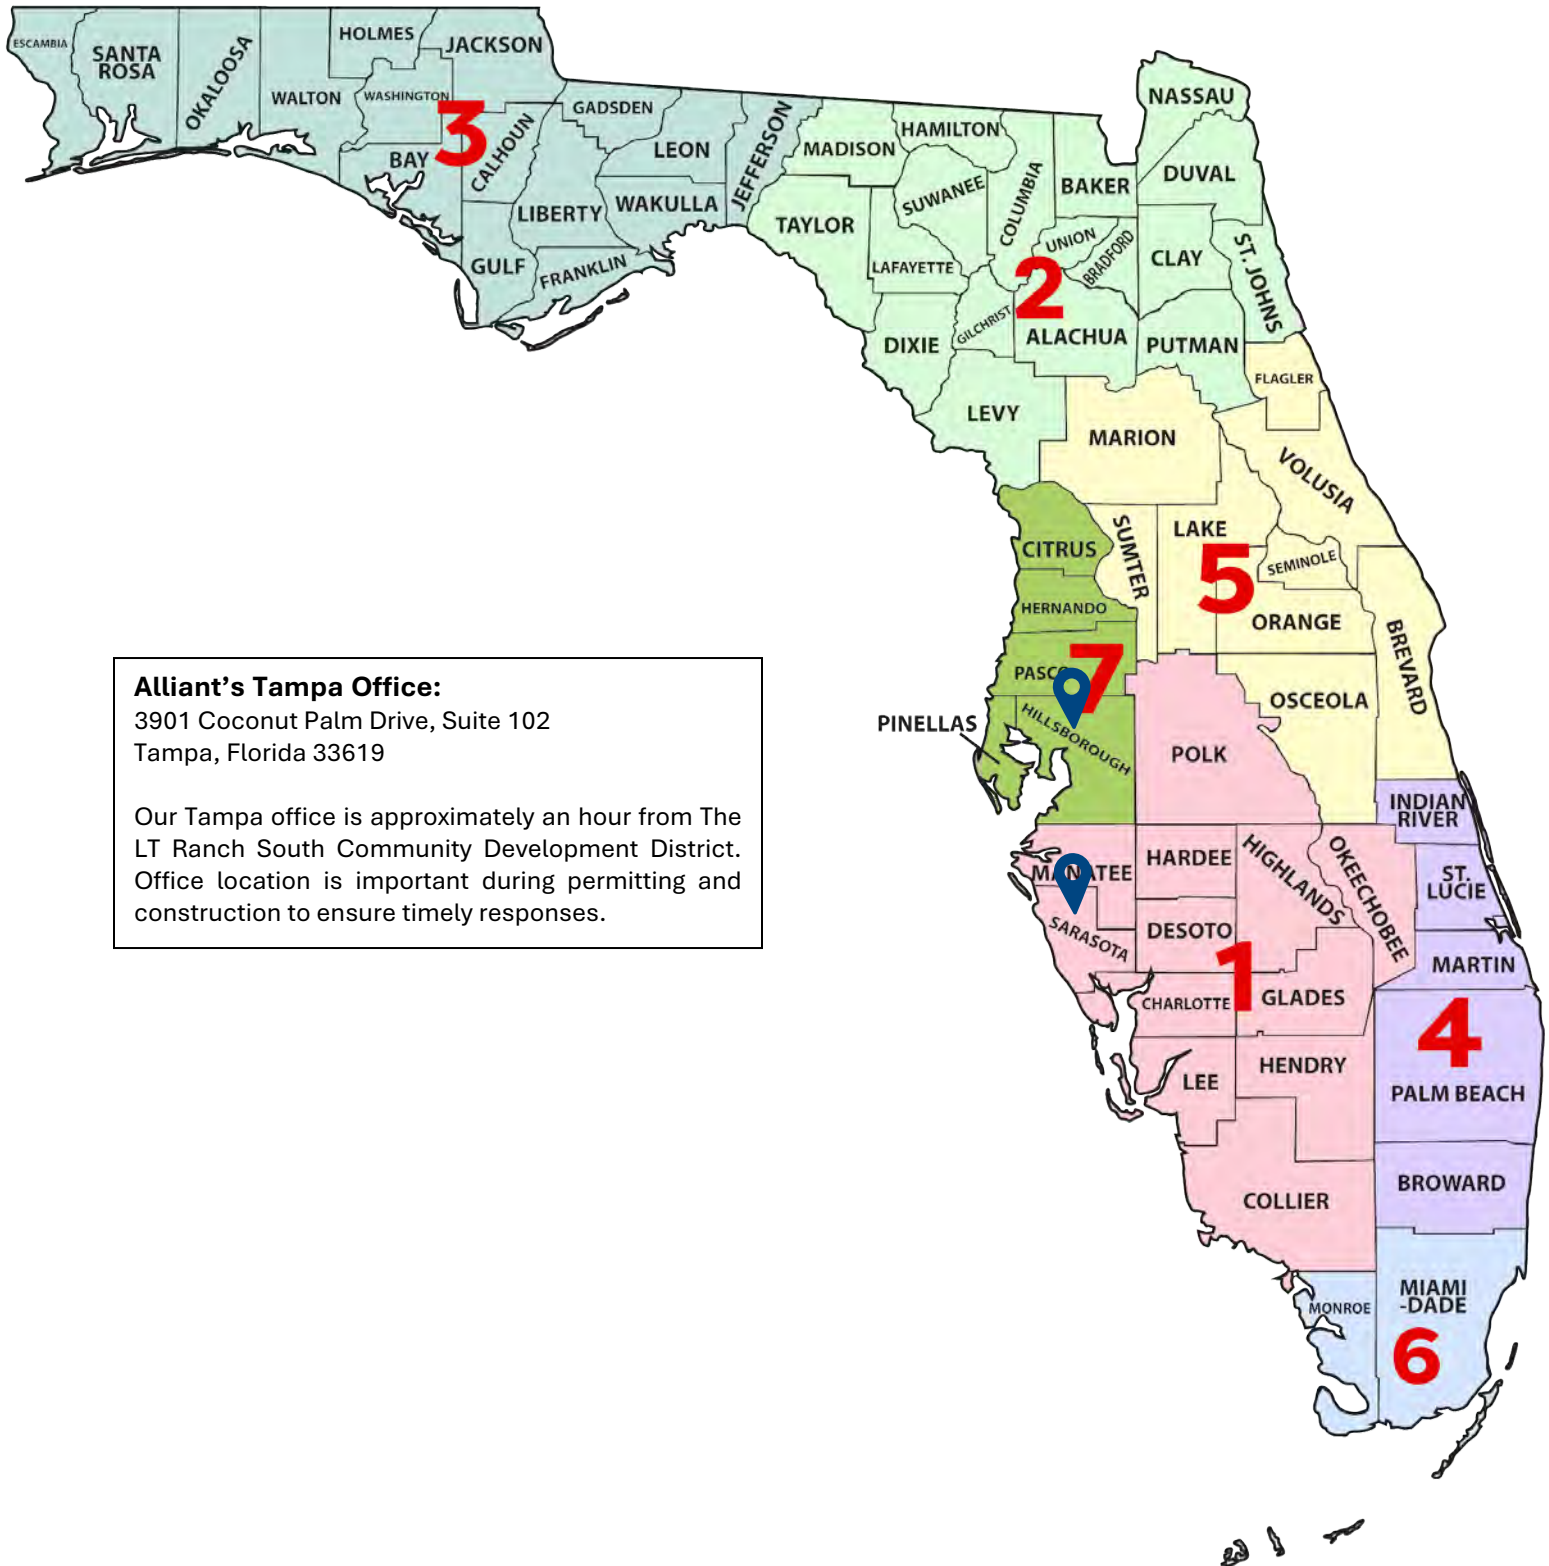 ESCAMBIA
SANTA
ROSA
OKALOOSA
WALTON
HOLMES
WASHINGTON
JACKSON
3
BAY
CALHOUN
GADSDEN
LIBERTY
GULF
FRANKLIN
LEON
WAKULLA
JEFFERSON
MADISON
TAYLOR
HAMILTON
SUWANEE
LAFAYETTE
DIXIE
GILCHRIST
COLUMBIA
BAKER
UNION
BRADFORD
2
ALACHUA
LEVY
NASSAU
DUVAL
CLAY
ST. JOHNS
PUTMAN
FLAGLER
MARION
VOLUSIA
CITRUS
SUMTER
LAKE
5
SEMINOLE
HERNANDO
ORANGE
BREVARD
PASCO
7
OSCEOLA
PINELLAS
HILLSBOROUGH
POLK
Alliant’s Tampa Office:
3901 Coconut Palm Drive, Suite 102
Tampa, Florida 33619
Our Tampa office is approximately an hour from The
LT Ranch South Community Development District.
Office location is important during permitting and
construction to ensure timely responses.
INDIAN
RIVER
MANATEE
HARDEE
HIGHLANDS
OKEECHOBEE
ST.
LUCIE
SARASOTA
DESOTO
1
MARTIN
CHARLOTTE
GLADES
4
LEE
HENDRY
PALM BEACH
COLLIER
BROWARD
MONROE
MIAMI
-DADE
6